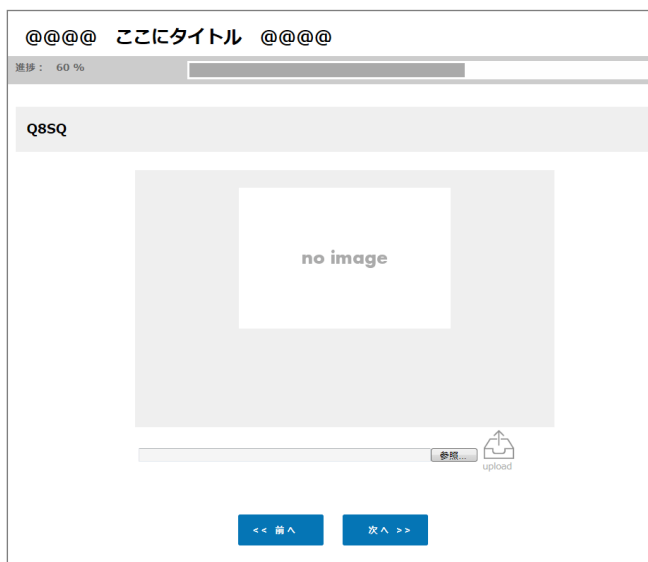 @@@@　ここにタイトル　@@@@
進捗：　60 %
Q8SQ
no image
参照...
upload
<< 前へ
次へ >>